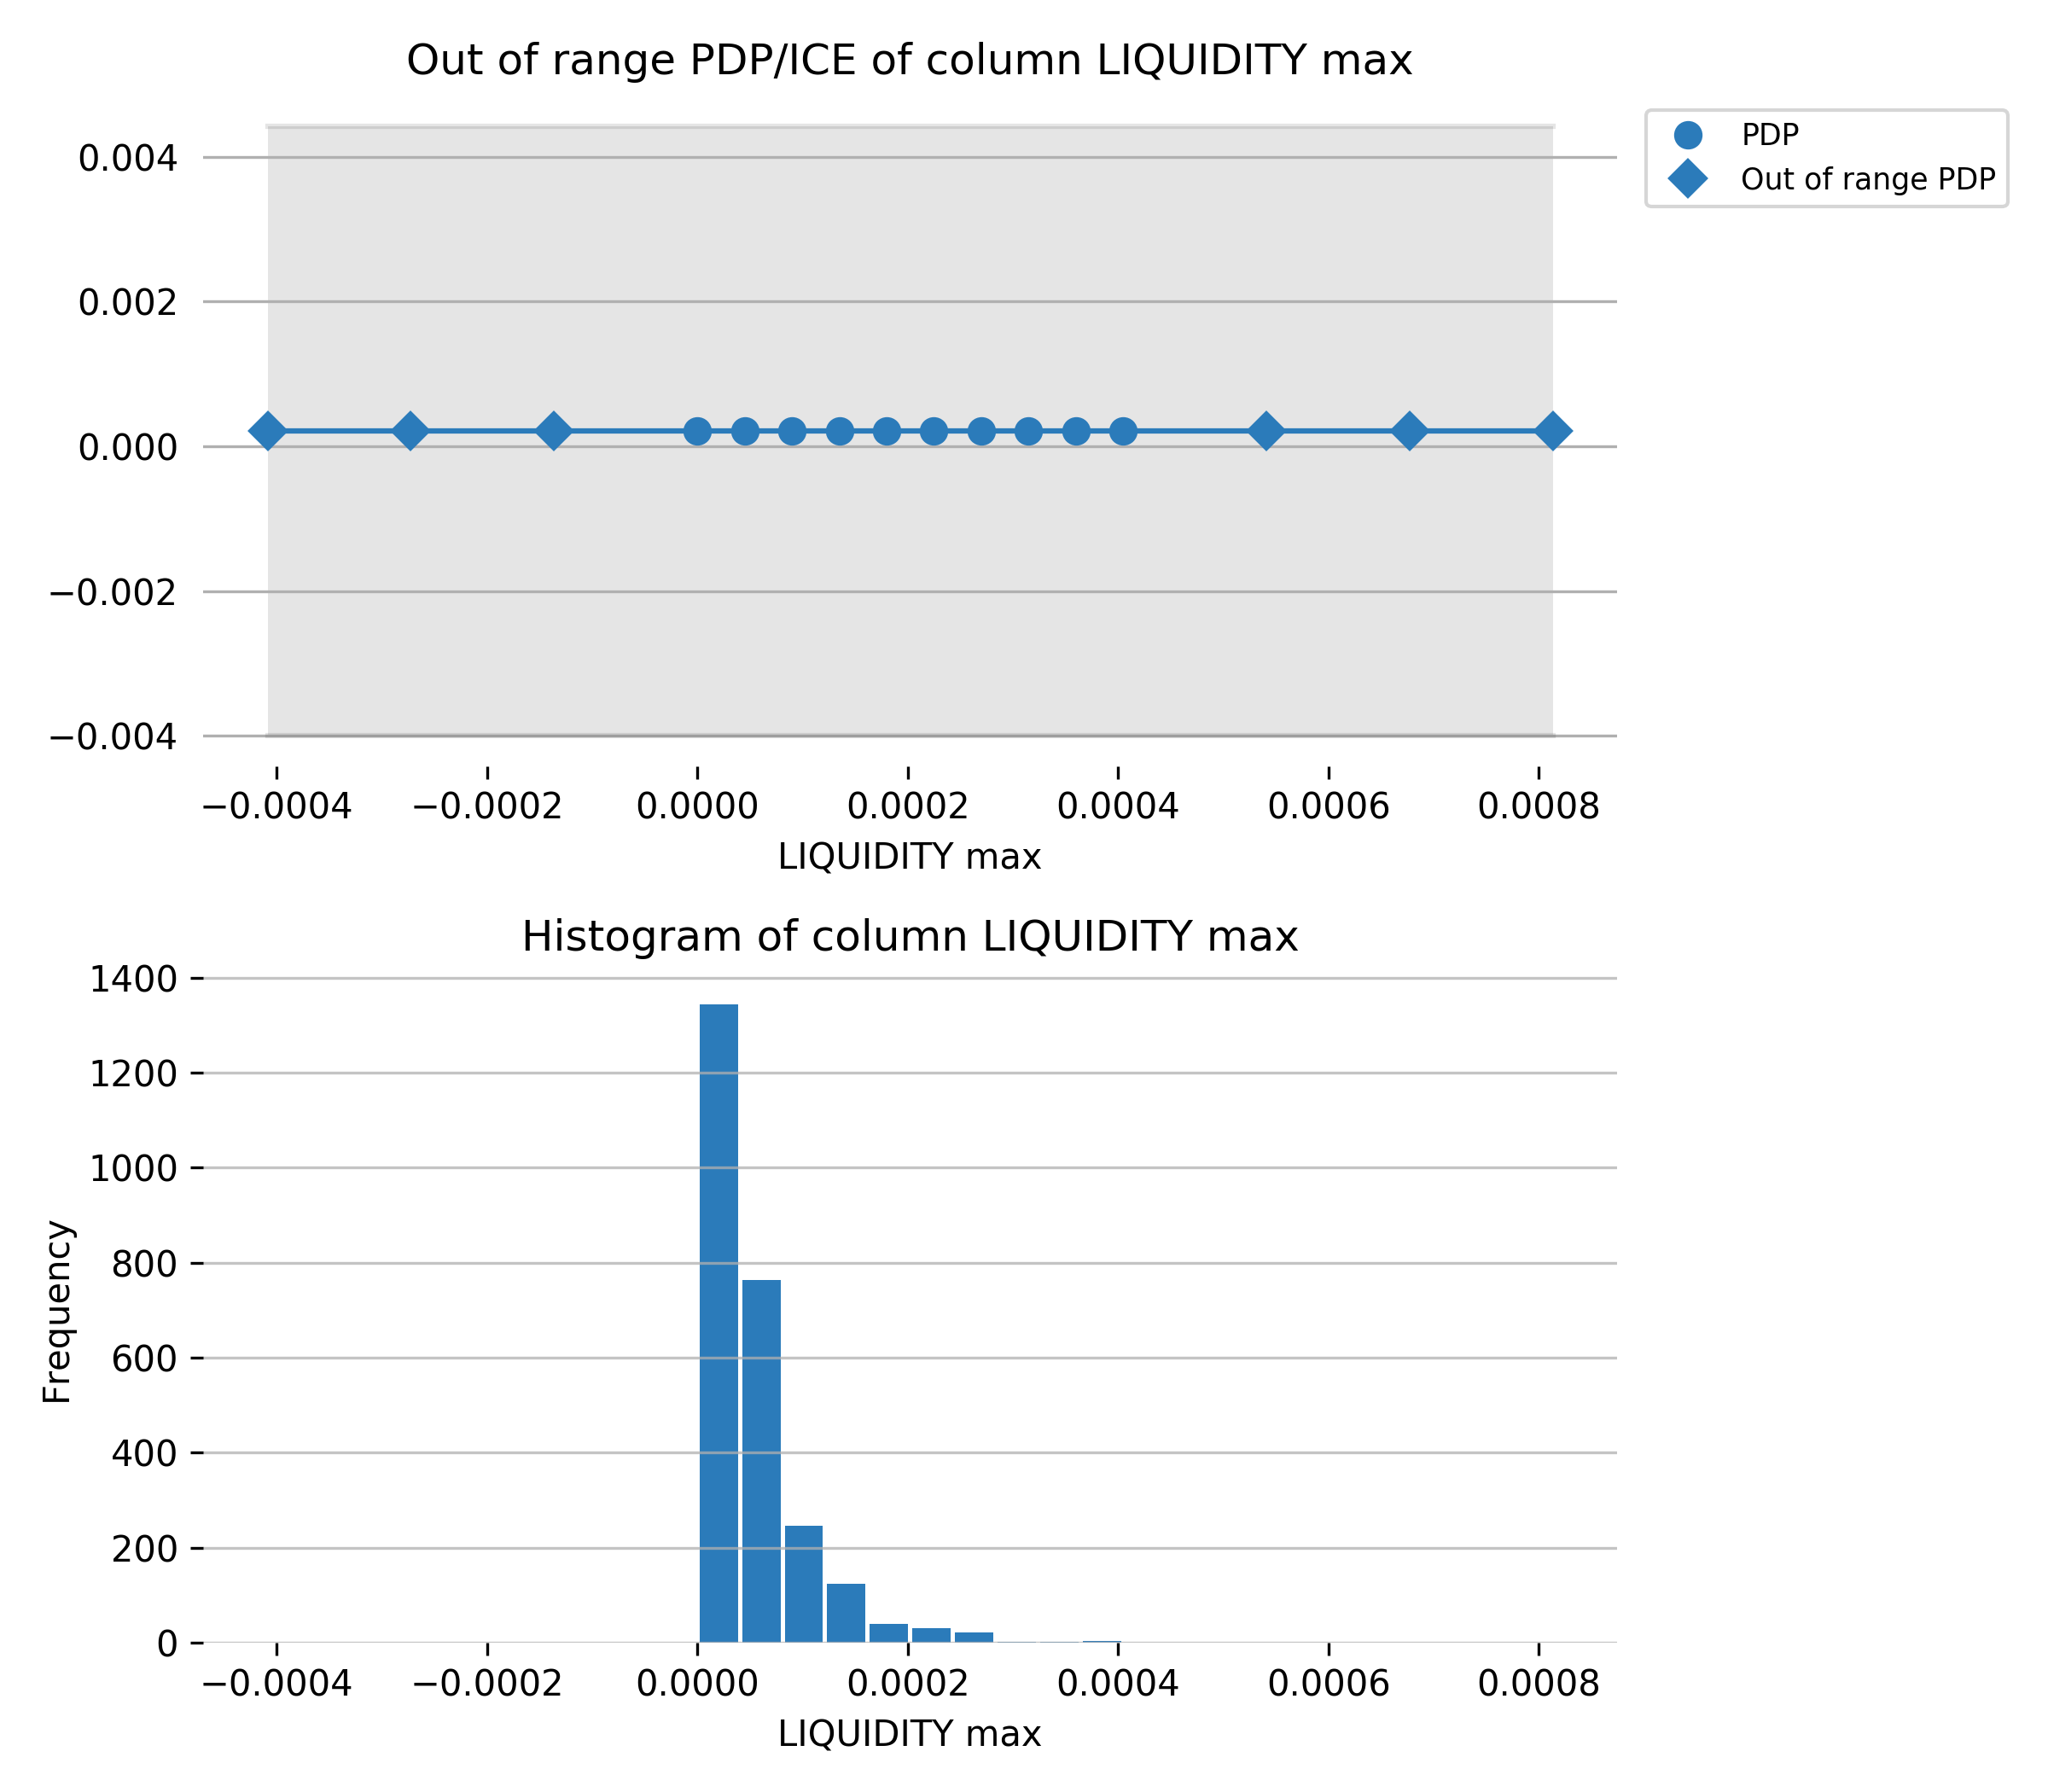 Out of range PDP/ICE of column LIQUIDITY max
PDP
Out of range PDP
0.004
0.002
0.000
−0.002
−0.004
−0.0004 −0.0002 0.0000 0.0002 0.0004 0.0006 0.0008
LIQUIDITY max
Histogram of column LIQUIDITY max
1400
1200
1000
800
600
400
200
0
Frequency
−0.0004 −0.0002 0.0000 0.0002 0.0004 0.0006 0.0008
LIQUIDITY max